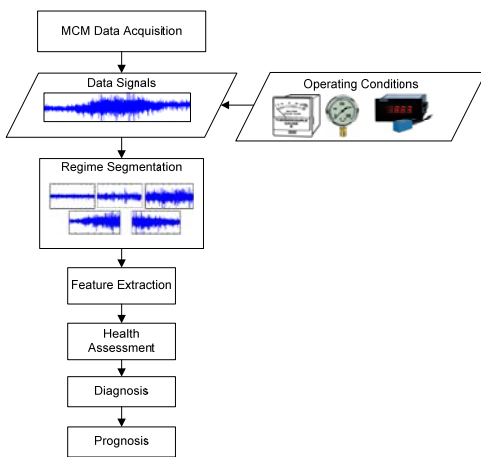 MCM Data Acquisition
Data Signals
Operating Conditions
Regime Segmentation
Feature Extraction
Health
Assessment
Diagnosis
Prognosis